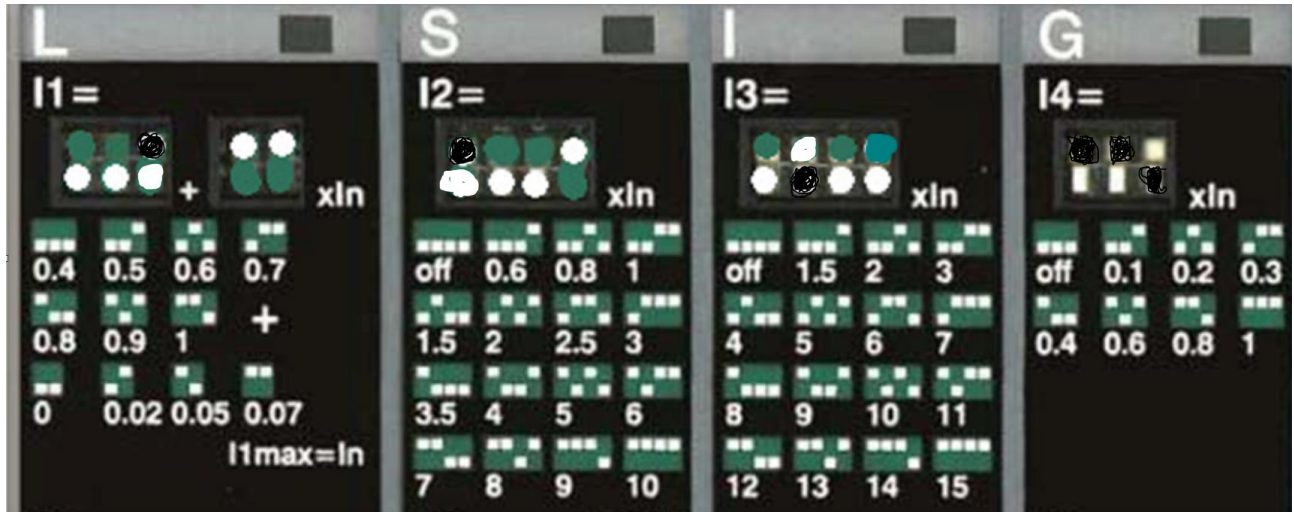 L
I1=
+ xIn
0.4 0.5 0.6 0.7
0.8 0.9 1 +
0 0.02 0.05 0.07
I1max=In
S
I2=
xIn
off 0.6 0.8 1
1.5 2 2.5 3
3.5 4 5 6
7 8 9 10
I
I3=
xIn
off 1.5 2 3
4 5 6 7
8 9 10 11
12 13 14 15
G
I4=
xIn
off 0.1 0.2 0.3
0.4 0.6 0.8 1